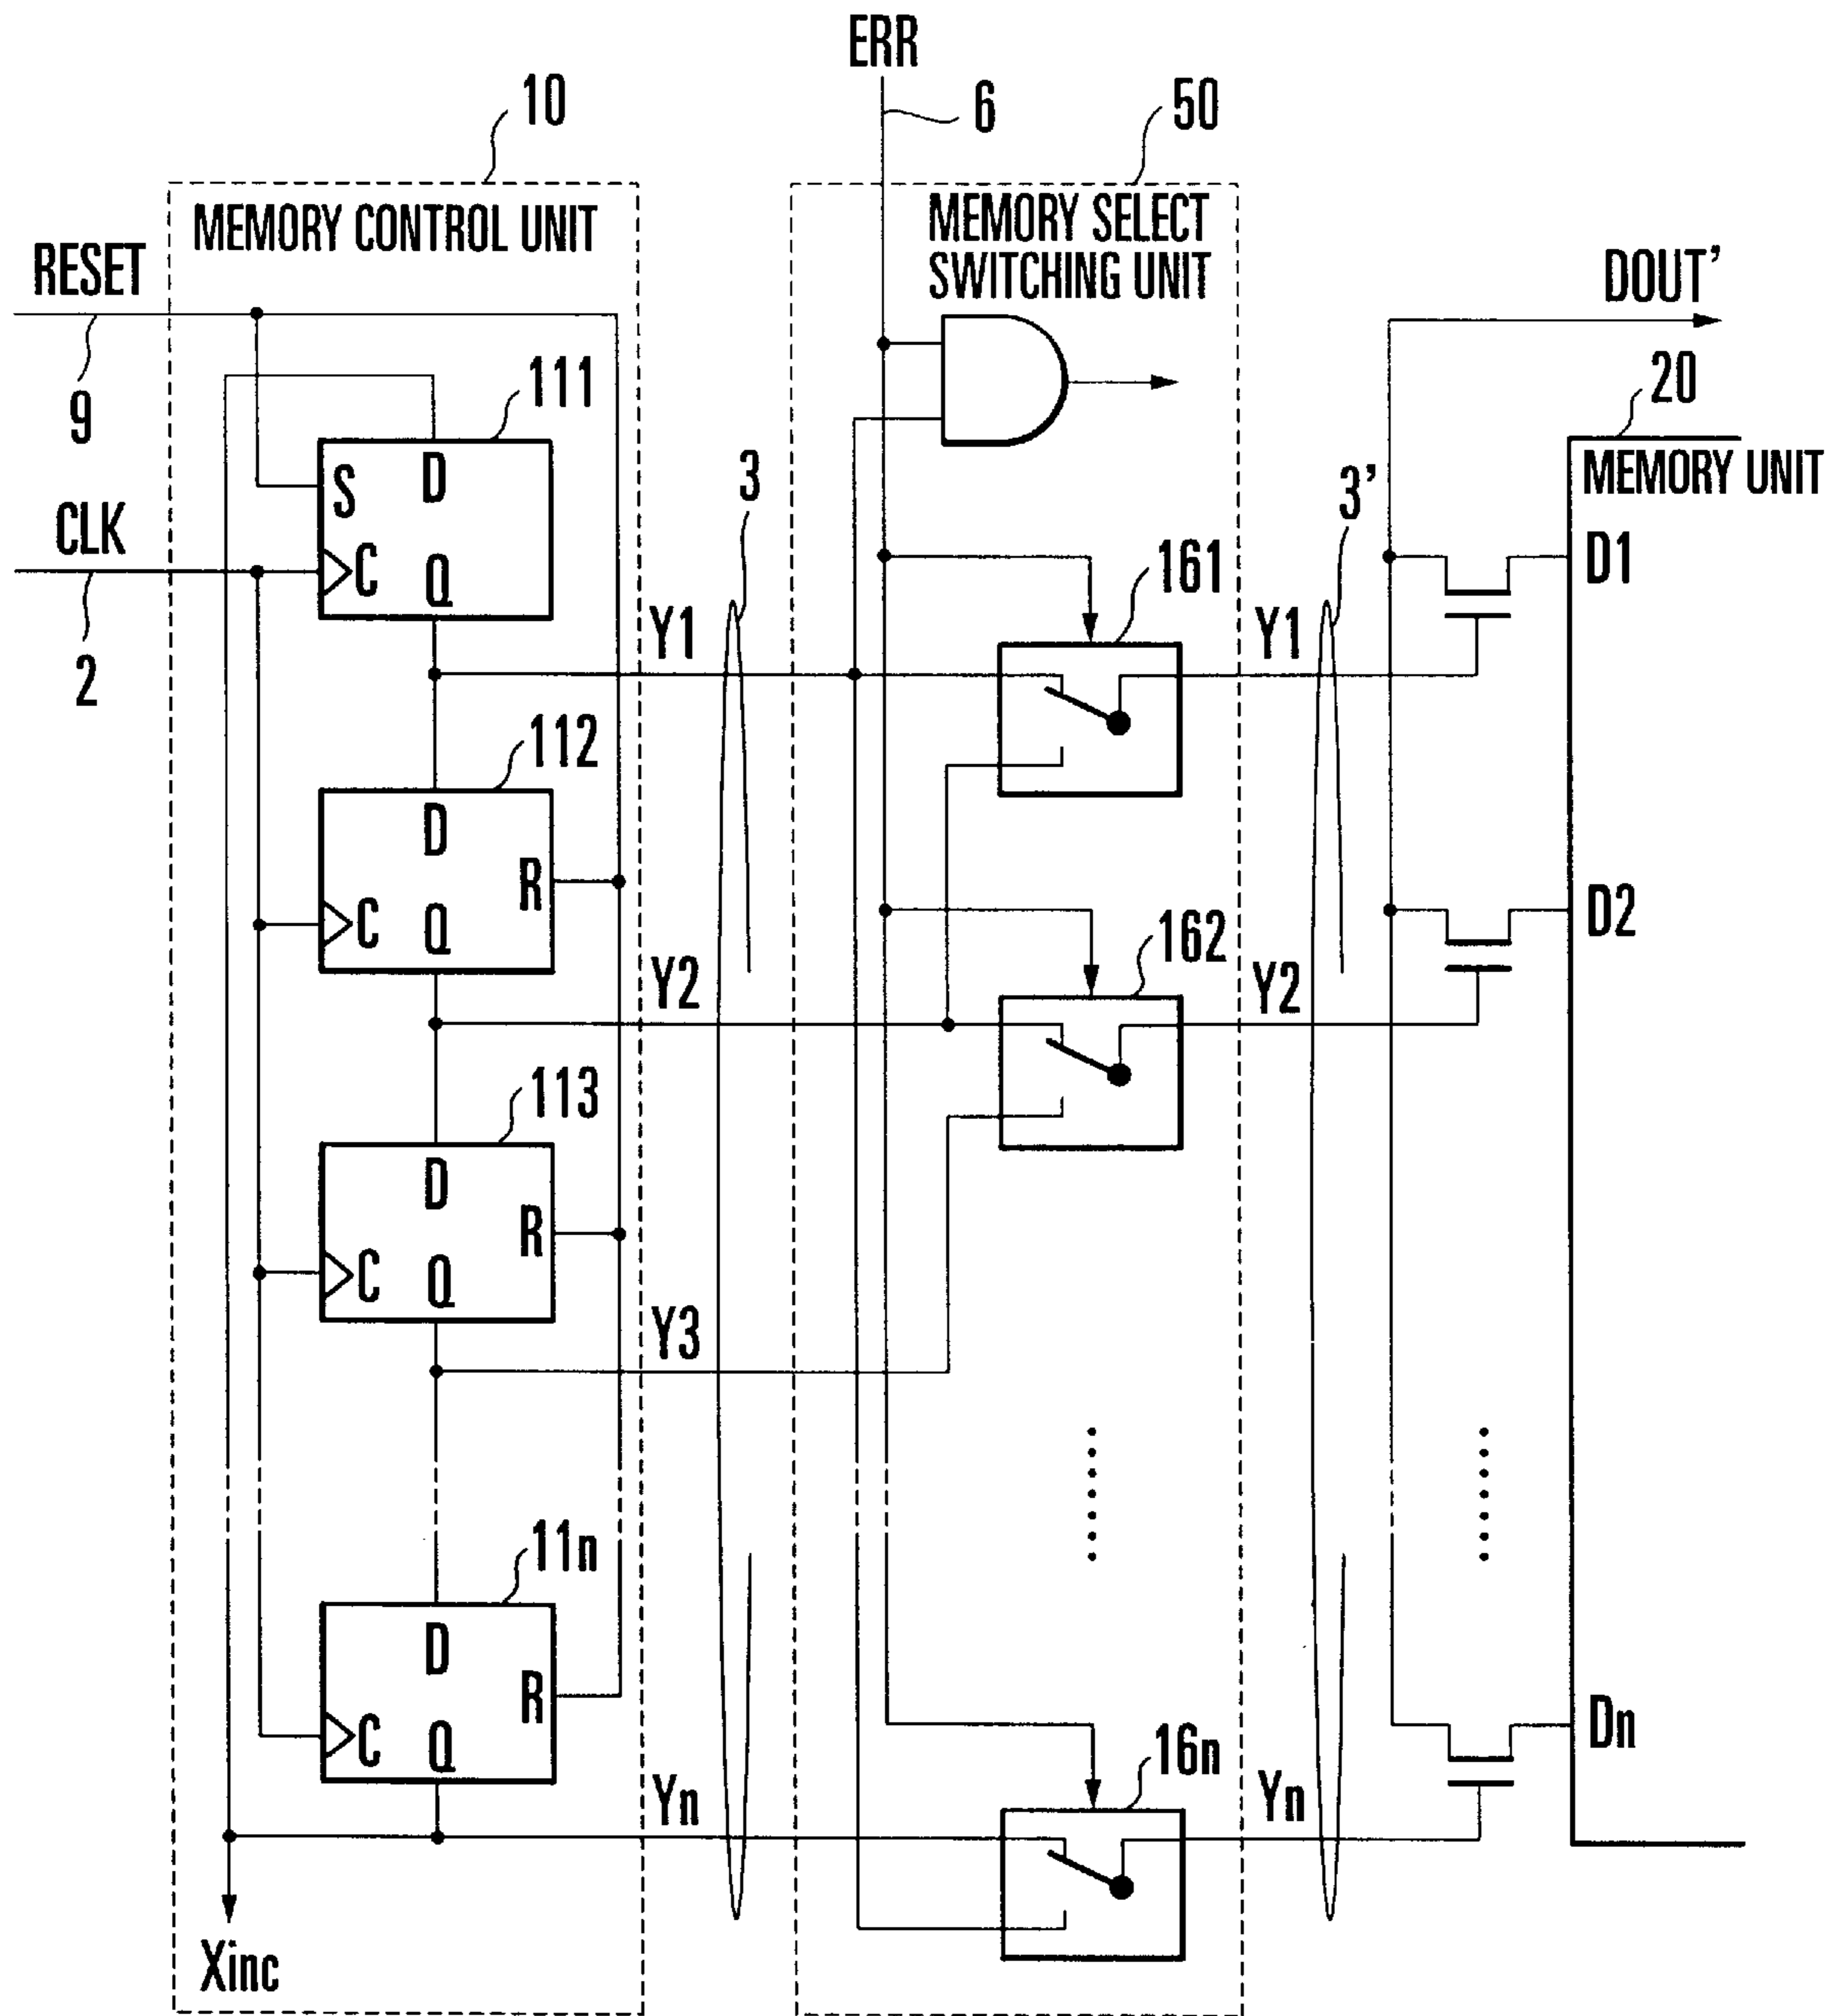 ERR
10
6
50
MEMORY CONTROL UNIT
MEMORY SELECT
SWITCHING UNIT
RESET
DOUT'
9
111
20
S
D
3
MEMORY UNIT
3'
CLK
C
Q
161
D1
2
Y1
Y1
112
D
R
D2
C
Q
162
Y2
Y2
113
D
R
C
Q
Y3
11n
D
R
Dn
C
Q
16n
Yn
Yn
Xinc